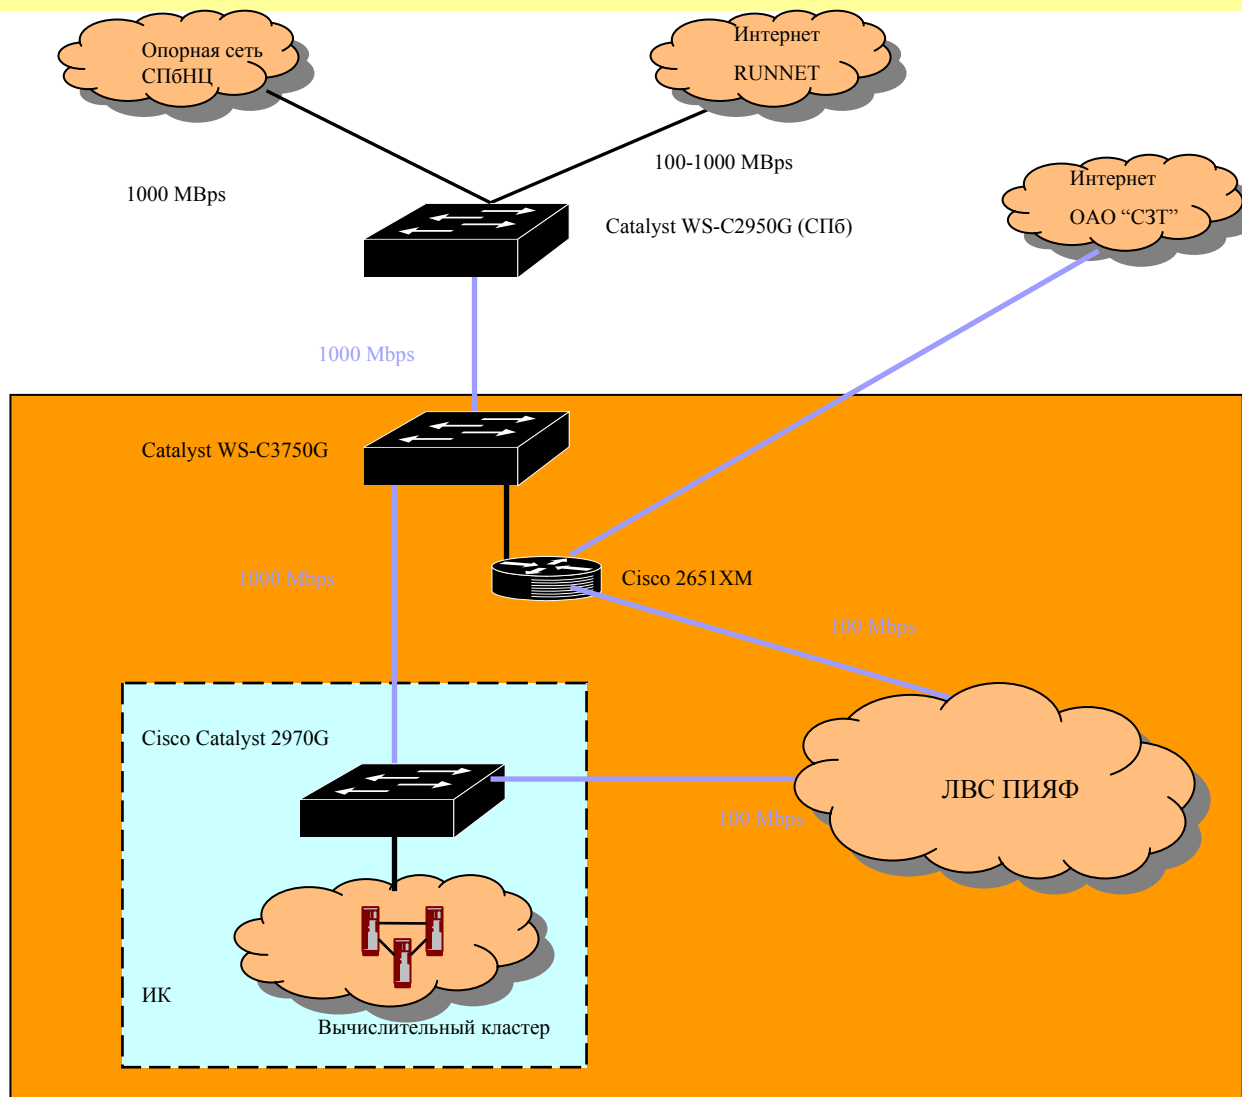 Опорная сеть
СПбНЦ
Интернет
RUNNET
100-1000 MBps
1000 MBps
Интернет
ОАО “СЗТ”
Catalyst WS-C2950G (СПб)
1000 Mbps
Catalyst WS-C3750G
1000 Mbps
Cisco 2651XM
100 Mbps
Cisco Catalyst 2970G
ЛВС ПИЯФ
100 Mbps
ИК
Вычислительный кластер